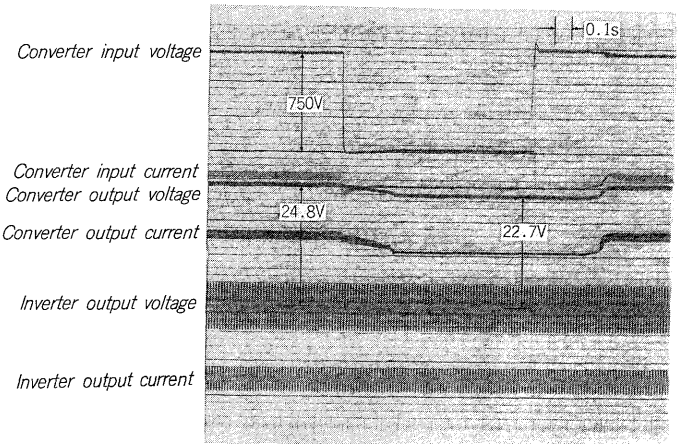 0.1s
Converter input voltage
750V
Converter input current
Converter output voltage
24.8V
Converter output current
22.7V
Inverter output voltage
Inverter output current